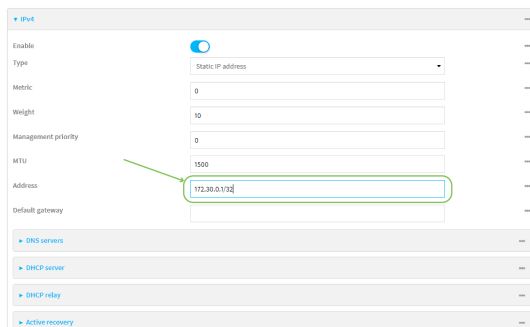 IPv4
Enable
Type Static IP address
Metric 0
Weight 10
Management priority 0
MTU 1500
Address 172.30.0.1/32
Default gateway
DNS servers
DHCP server
DHCP relay
Active recovery